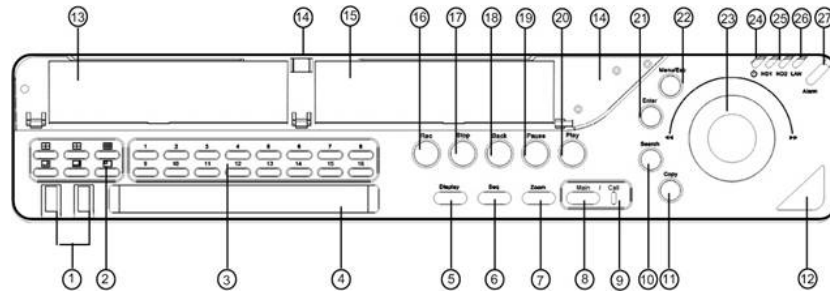 13 14 15 16 17 18 19 20 14 21 22 23 24 25 26 27
Menu/Esc
HD1 HD2 LAN
Alarm
Enter
1 2 3 4 5 6 7 8
Rec Stop Back Pause Play
Search
9 10 11 12 13 14 15 16
Copy
Display Seq Zoom Main Call
1 2 3 4 5 6 7 8 9 10 11 12